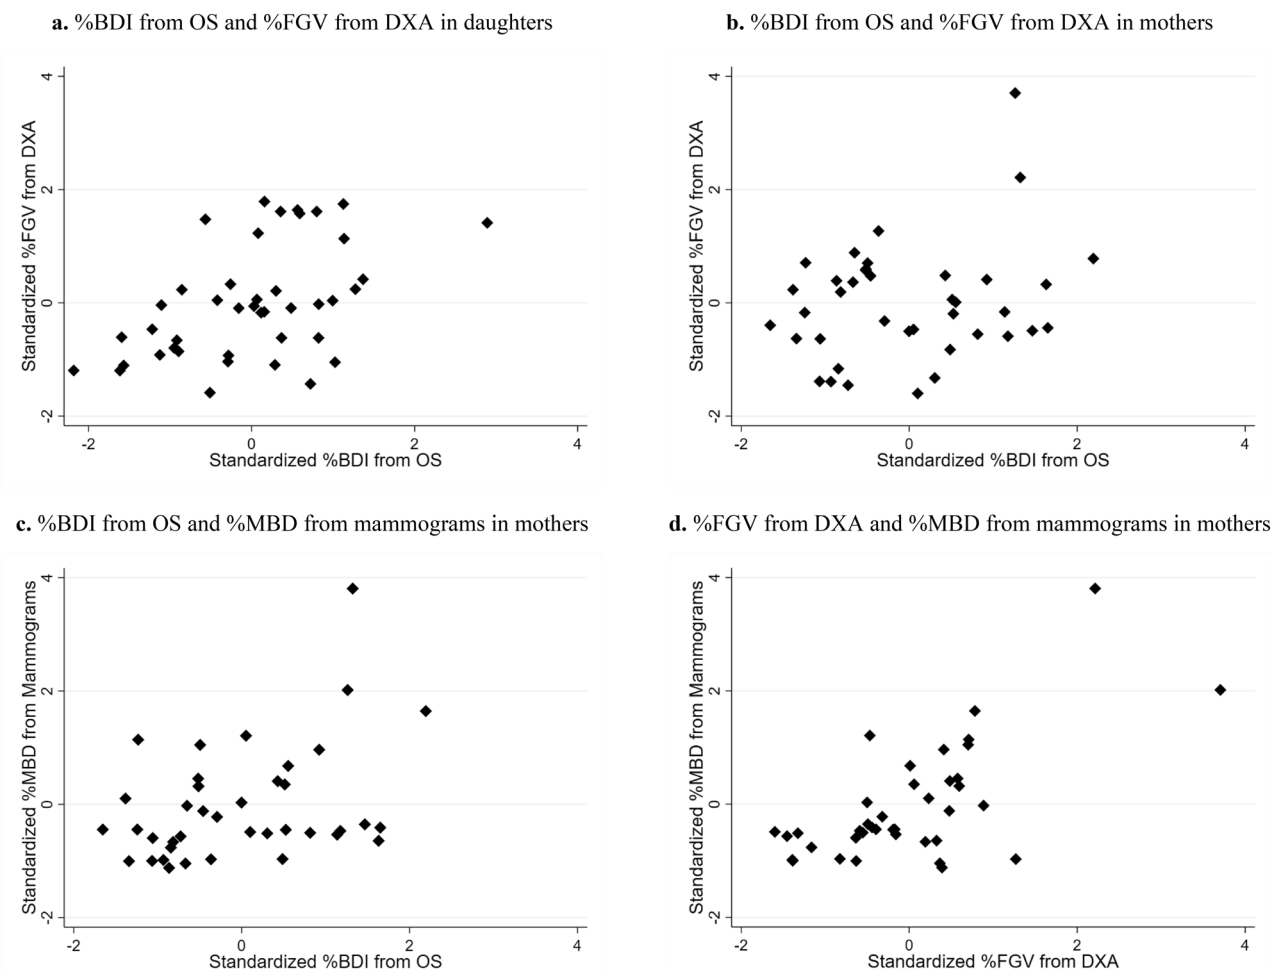 a. %BDI from OS and %FGV from DXA in daughters
Standardized %FGV from DXA
4
2
0
-2
-2 0 2 4
Standardized %BDI from OS
b. %BDI from OS and %FGV from DXA in mothers
Standardized %FGV from DXA
4
2
0
-2
-2 0 2 4
Standardized %BDI from OS
c. %BDI from OS and %MBD from mammograms in mothers
Standardized %MBD from Mammograms
4
2
0
-2
-2 0 2 4
Standardized %BDI from OS
d. %FGV from DXA and %MBD from mammograms in mothers
Standardized %MBD from Mammograms
4
2
0
-2
-2 0 2 4
Standardized %FGV from DXA